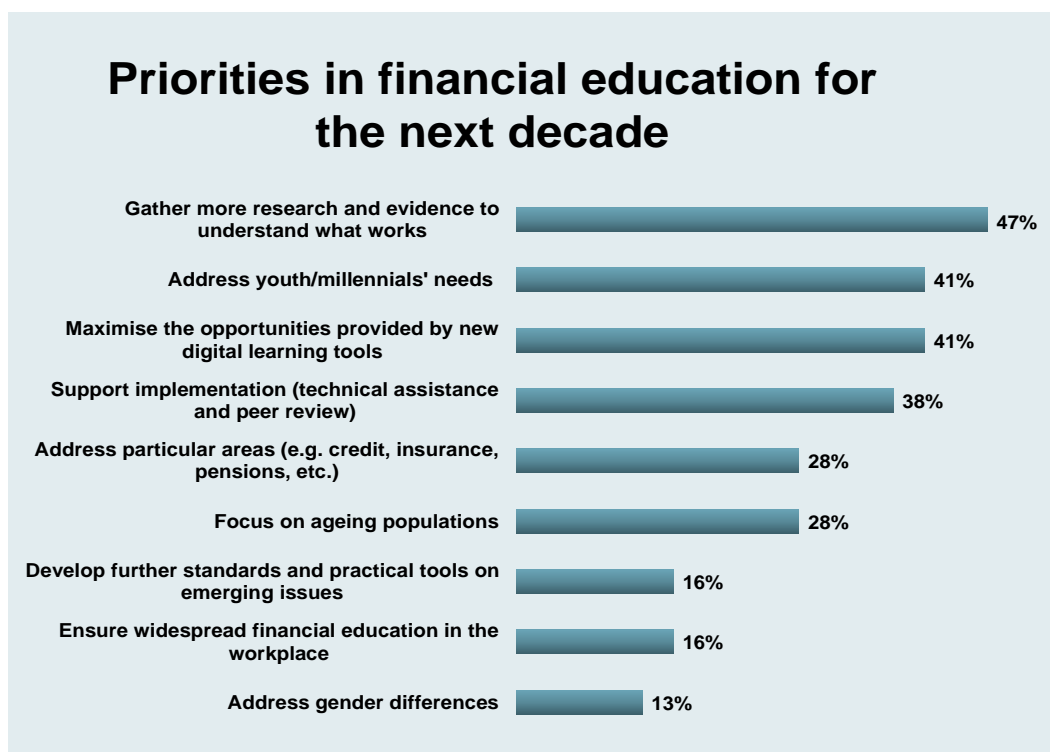 Priorities in financial education for
the next decade
Gather more research and evidence to
understand what works
47%
Address youth/millennials' needs
41%
Maximise the opportunities provided by new
digital learning tools
41%
Support implementation (technical assistance
and peer review)
38%
Address particular areas (e.g. credit, insurance,
pensions, etc.)
28%
Focus on ageing populations
28%
Develop further standards and practical tools on
emerging issues
16%
Ensure widespread financial education in the
workplace
16%
Address gender differences
13%